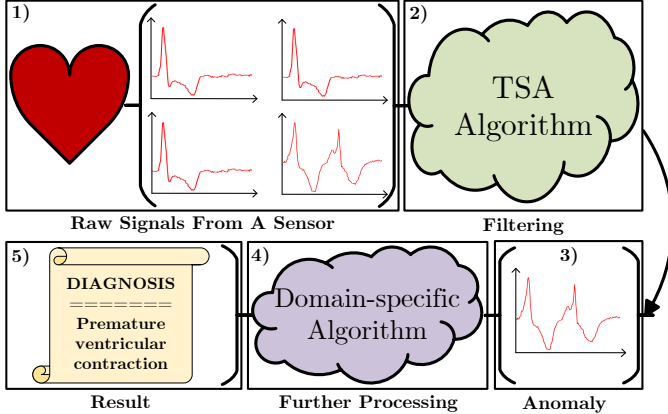 1)
Raw Signals From A Sensor
2)
TSA
Algorithm
Filtering
3)
Anomaly
4)
Domain-specific
Algorithm
Further Processing
5)
DIAGNOSIS
=======
Premature
ventricular
contraction
Result